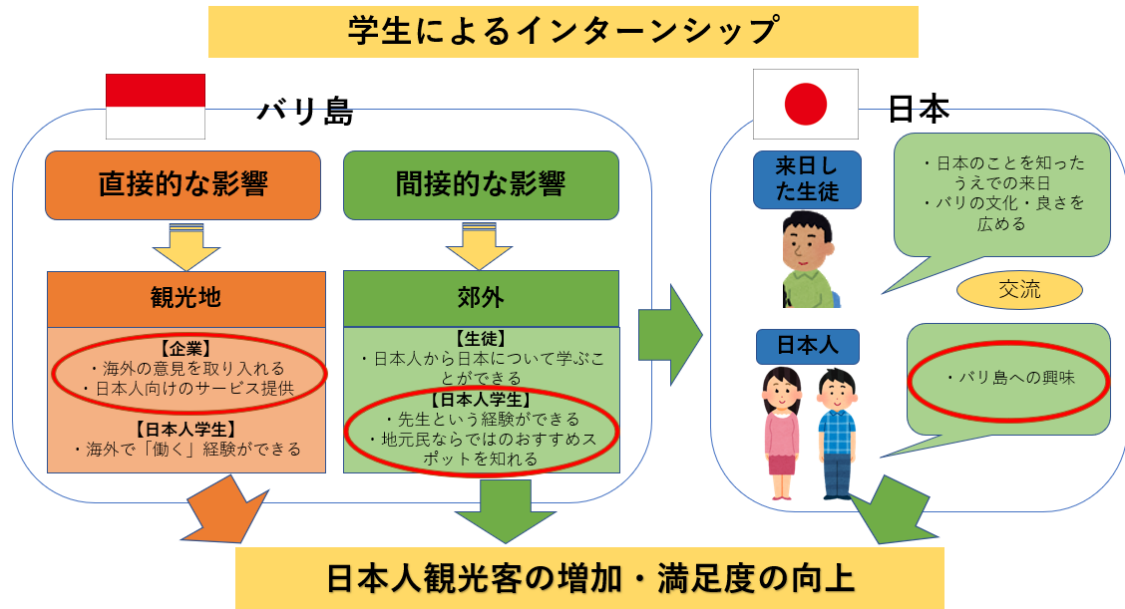 学生によるインターンシップ
バリ島
直接的な影響
観光地
【企業】
・海外の意見を取り入れる
・日本人向けのサービス提供
【日本人学生】
・海外で「働く」経験ができる
間接的な影響
郊外
【生徒】
・日本人から日本について学ぶこ
とができる
【日本人学生】
・先生という経験ができる
・地元民ならではのおすすめス
ポットを知れる
日本
来日し
た生徒
・日本のことを知った
うえでの来日
・バリの文化・良さを
広める
交流
日本人
・バリ島への興味
日本人観光客の増加・満足度の向上